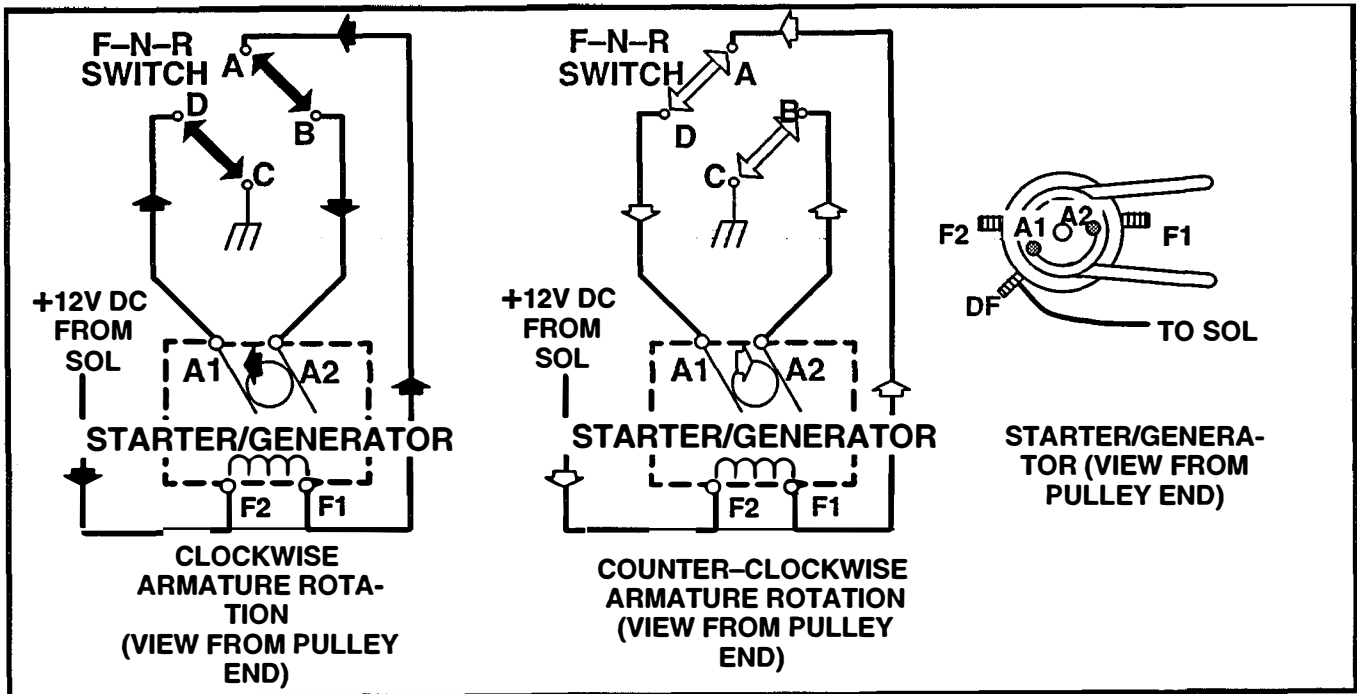 F–N–R
SWITCH
A
D
B
C
+12V DC
FROM
SOL
A1
A2
STARTER/GENERATOR
F2
F1
CLOCKWISE
ARMATURE ROTA-
TION
(VIEW FROM PULLEY
END)
F–N–R
SWITCH
A
D
B
C
+12V DC
FROM
SOL
A1
A2
STARTER/GENERATOR
F2
F1
COUNTER–CLOCKWISE
ARMATURE ROTATION
(VIEW FROM PULLEY
END)
F2
A1
A2
F1
DF
TO SOL
STARTER/GENERA-
TOR (VIEW FROM
PULLEY END)